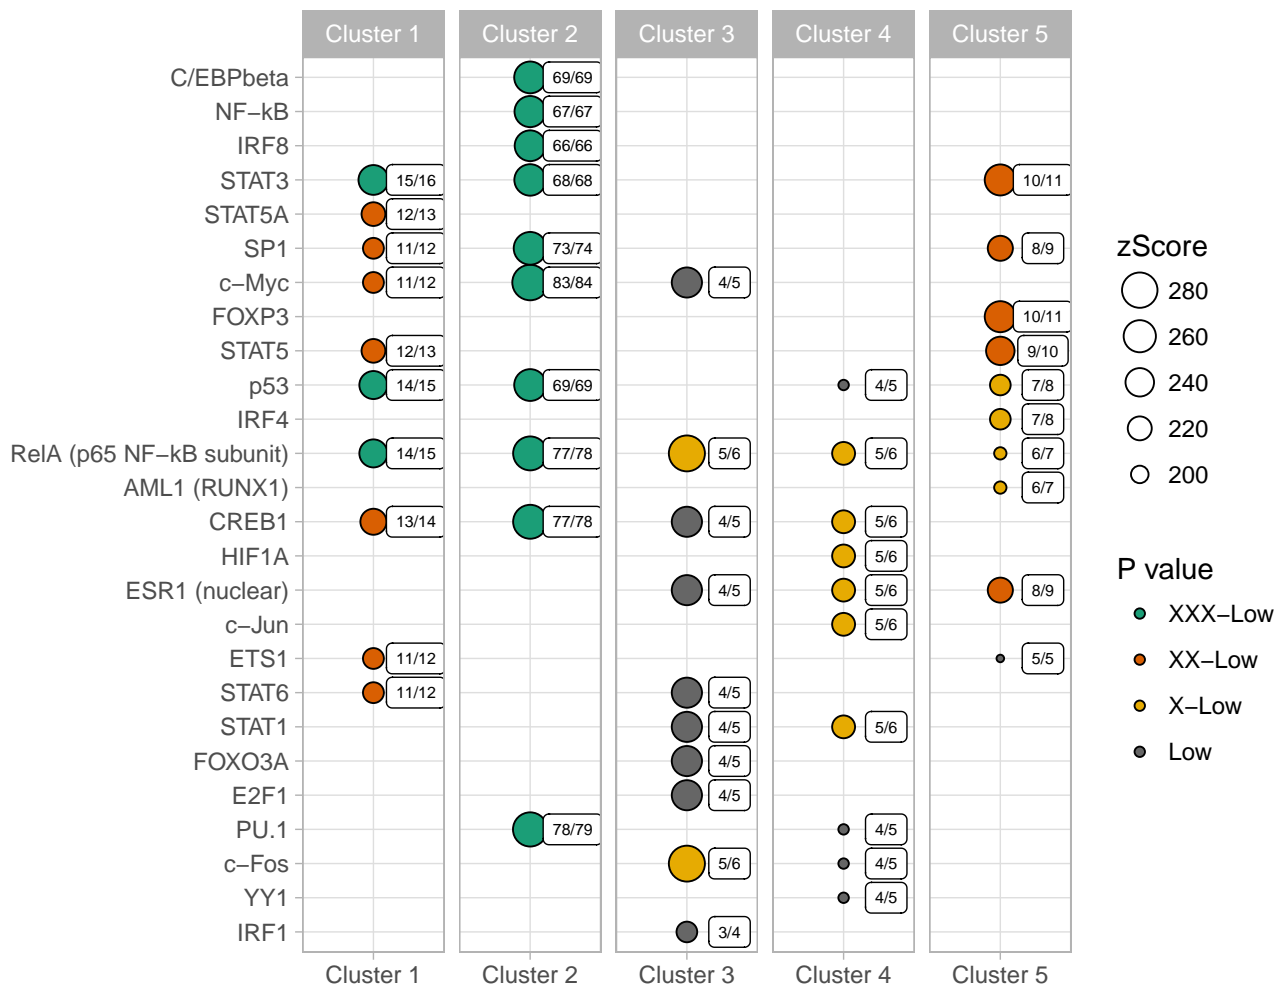 Cluster 1 Cluster 2 Cluster 3 Cluster 4 Cluster 5
C/EBPbeta 69/69
NF−kB 67/67
IRF8 66/66
STAT3 15/16 68/68 10/11
STAT5A 12/13
SP1 11/12 73/74 8/9
c−Myc 11/12 83/84 4/5
FOXP3 10/11
STAT5 12/13 9/10
p53 14/15 69/69 4/5 7/8
IRF4 7/8
RelA (p65 NF−kB subunit) 14/15 77/78 5/6 5/6 6/7
AML1 (RUNX1) 6/7
CREB1 13/14 77/78 4/5 5/6
HIF1A 5/6
ESR1 (nuclear) 4/5 5/6 8/9
c−Jun 5/6
ETS1 11/12 5/5
STAT6 11/12 4/5
STAT1 4/5 5/6
FOXO3A 4/5
E2F1 4/5
PU.1 78/79 4/5
c−Fos 5/6 4/5
YY1 4/5
IRF1 3/4
Cluster 1 Cluster 2 Cluster 3 Cluster 4 Cluster 5
zScore
280
260
240
220
200
P value
XXX−Low
XX−Low
X−Low
Low